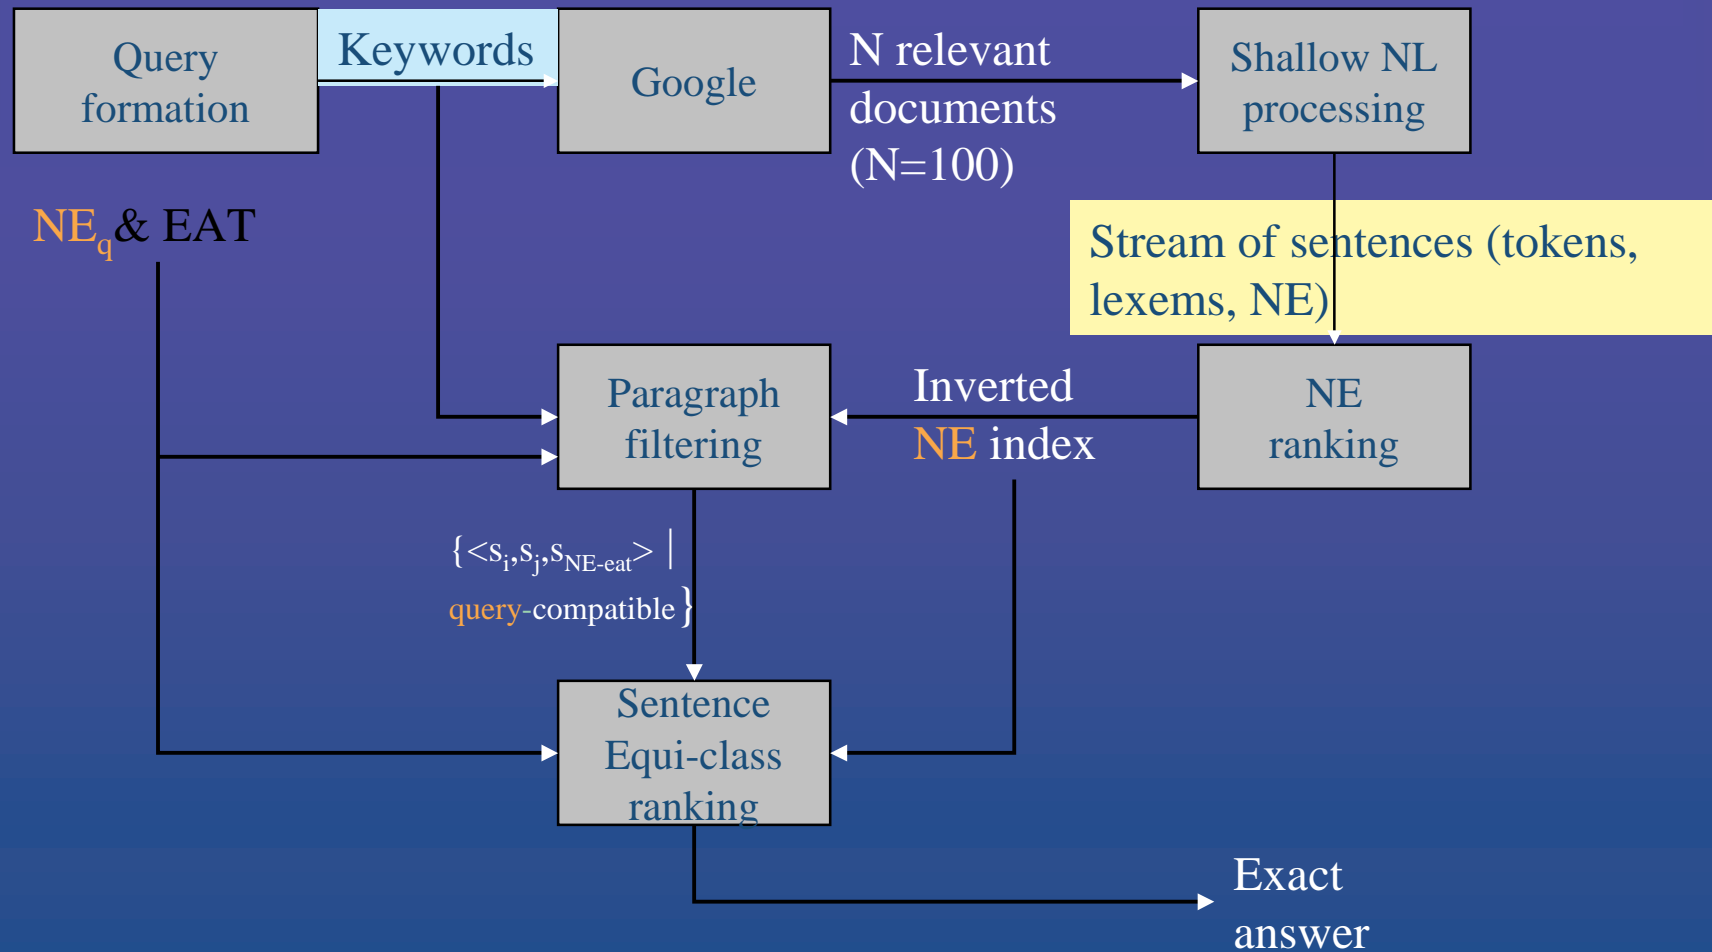 Query
formation
Keywords
Google
N relevant
documents
(N=100)
Shallow NL
processing
NEq& EAT
Stream of sentences (tokens,
lexems, NE)
Paragraph
filtering
Inverted
NE index
NE
ranking
{<si,sj,sNE-eat> |
query-compatible}
Sentence
Equi-class
ranking
Exact
answer